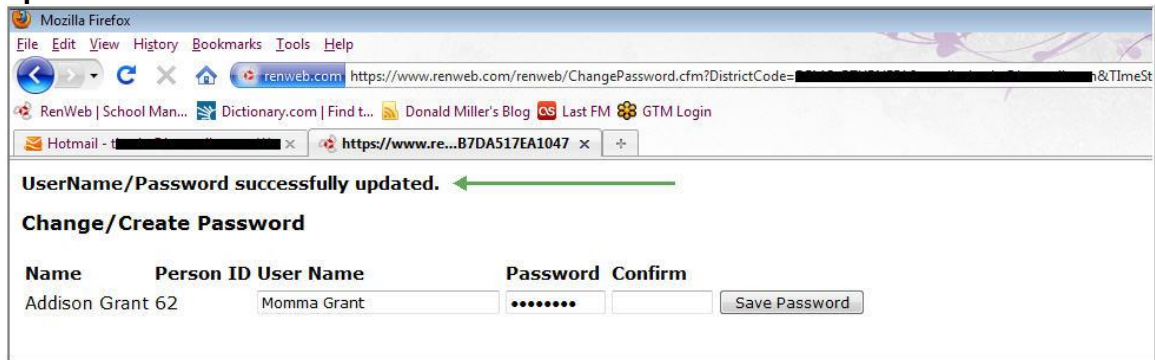 Mozilla Firefox
File Edit View History Bookmarks Tools Help
renweb.com https://www.renweb.com/renweb/ChangePassword.cfm?DistrictCode= n&TImeSt
RenWeb | School Man... Dictionary.com | Find t... Donald Miller's Blog Last FM GTM Login
Hotmail - t https://www.re...B7DA517EA1047
UserName/Password successfully updated.
Change/Create Password
Name Person ID User Name Password Confirm
Addison Grant 62 Momma Grant •••••••• Save Password